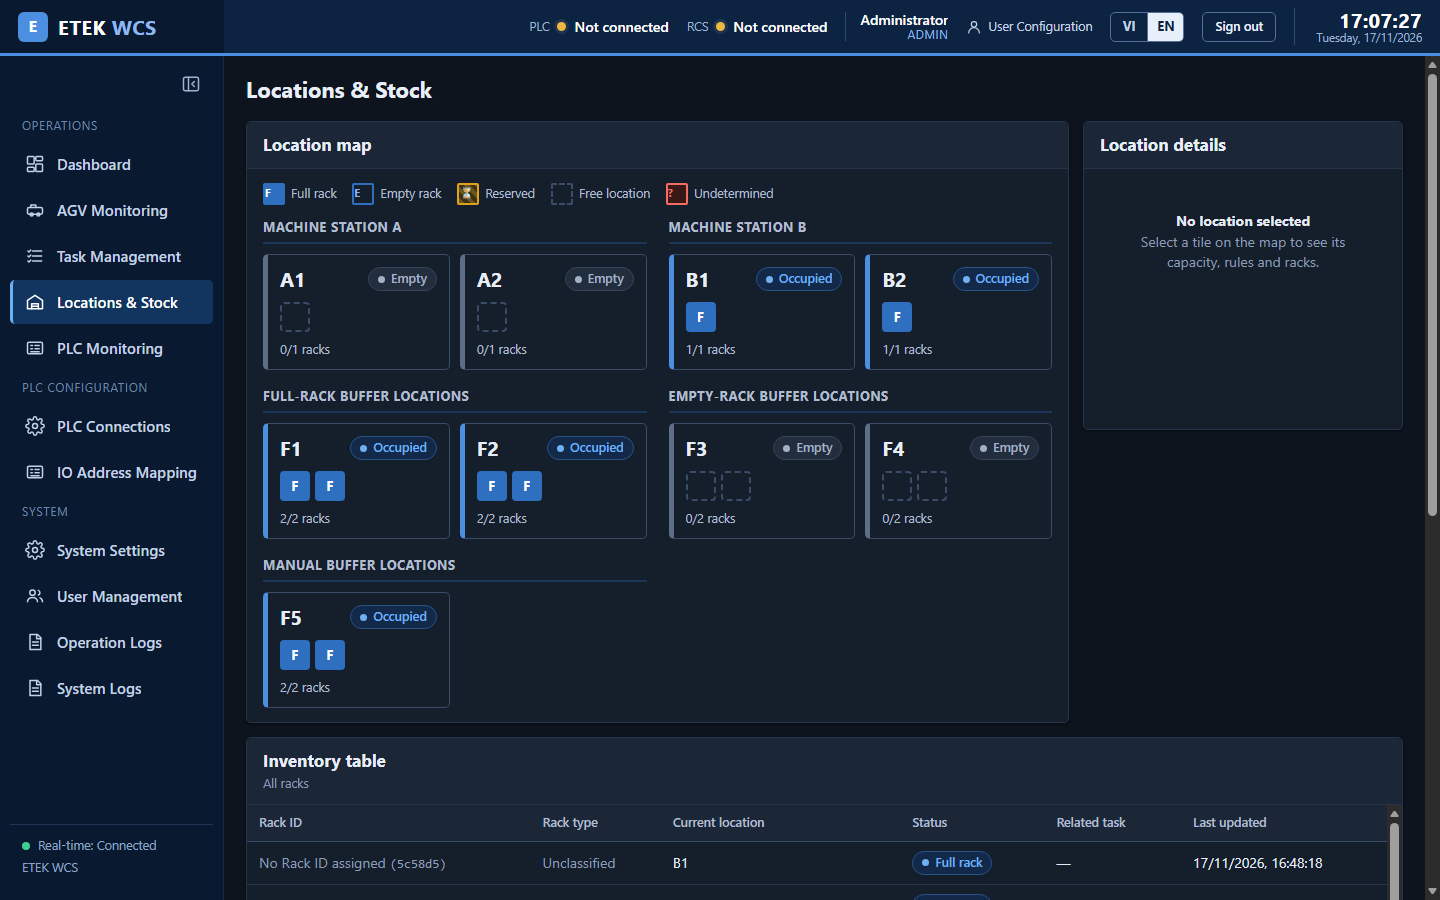 E ETEK WCS
PLC Not connected RCS Not connected
Administrator
ADMIN
User Configuration
VI EN
Sign out
17:07:27
Tuesday, 17/11/2026
OPERATIONS
Dashboard
AGV Monitoring
Task Management
Locations & Stock
PLC Monitoring
PLC CONFIGURATION
PLC Connections
IO Address Mapping
SYSTEM
System Settings
User Management
Operation Logs
System Logs
Real-time: Connected
ETEK WCS
Locations & Stock
Location map
F Full rack E Empty rack Reserved Free location ? Undetermined
MACHINE STATION A
A1 Empty
0/1 racks
A2 Empty
0/1 racks
MACHINE STATION B
B1 Occupied
F
1/1 racks
B2 Occupied
F
1/1 racks
FULL-RACK BUFFER LOCATIONS
F1 Occupied
F F
2/2 racks
F2 Occupied
F F
2/2 racks
EMPTY-RACK BUFFER LOCATIONS
F3 Empty
0/2 racks
F4 Empty
0/2 racks
MANUAL BUFFER LOCATIONS
F5 Occupied
F F
2/2 racks
Location details
No location selected
Select a tile on the map to see its
capacity, rules and racks.
Inventory table
All racks
Rack ID Rack type Current location Status Related task Last updated
No Rack ID assigned (5c58d5) Unclassified B1 Full rack — 17/11/2026, 16:48:18